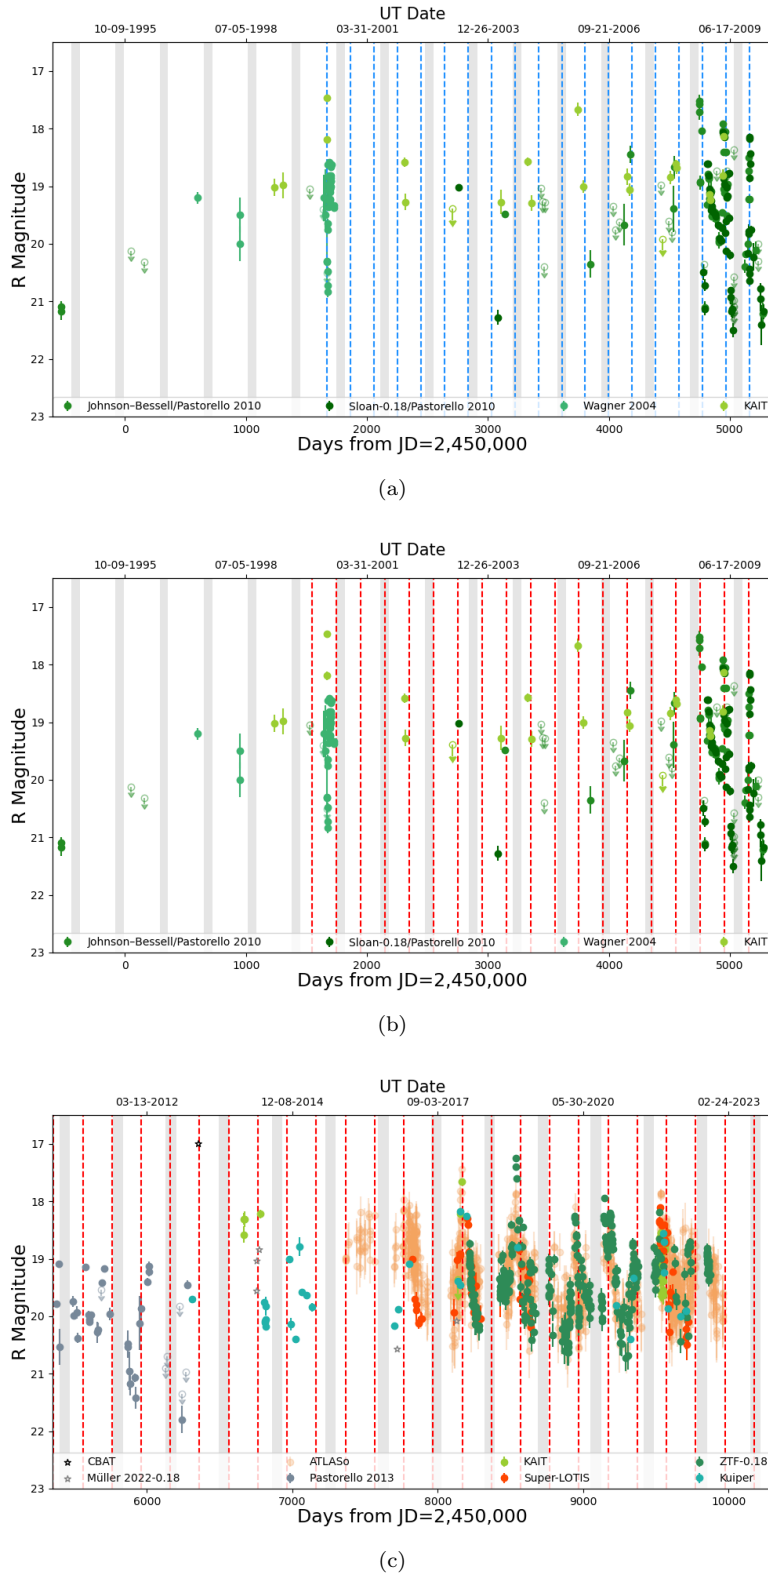 UT Date
10-09-1995 07-05-1998 03-31-2001 12-26-2003 09-21-2006 06-17-2009
17
18
19
20
21
22
23
R Magnitude
Johnson–Bessell/Pastorello 2010 Sloan-0.18/Pastorello 2010 Wagner 2004 KAIT
0 1000 2000 3000 4000 5000
Days from JD=2,450,000
(a)
UT Date
10-09-1995 07-05-1998 03-31-2001 12-26-2003 09-21-2006 06-17-2009
17
18
19
20
21
22
23
R Magnitude
Johnson–Bessell/Pastorello 2010 Sloan-0.18/Pastorello 2010 Wagner 2004 KAIT
0 1000 2000 3000 4000 5000
Days from JD=2,450,000
(b)
UT Date
03-13-2012 12-08-2014 09-03-2017 05-30-2020 02-24-2023
17
18
19
20
21
22
23
R Magnitude
CBAT ATLASo KAIT ZTF-0.18
Müller 2022-0.18 Pastorello 2013 Super-LOTIS Kuiper
6000 7000 8000 9000 10000
Days from JD=2,450,000
(c)